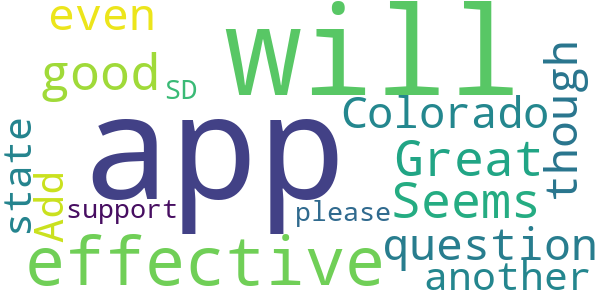 even
will
good
SD
app
Colorado
though
state
Add
Great
Seems
support
please
effective
question
another